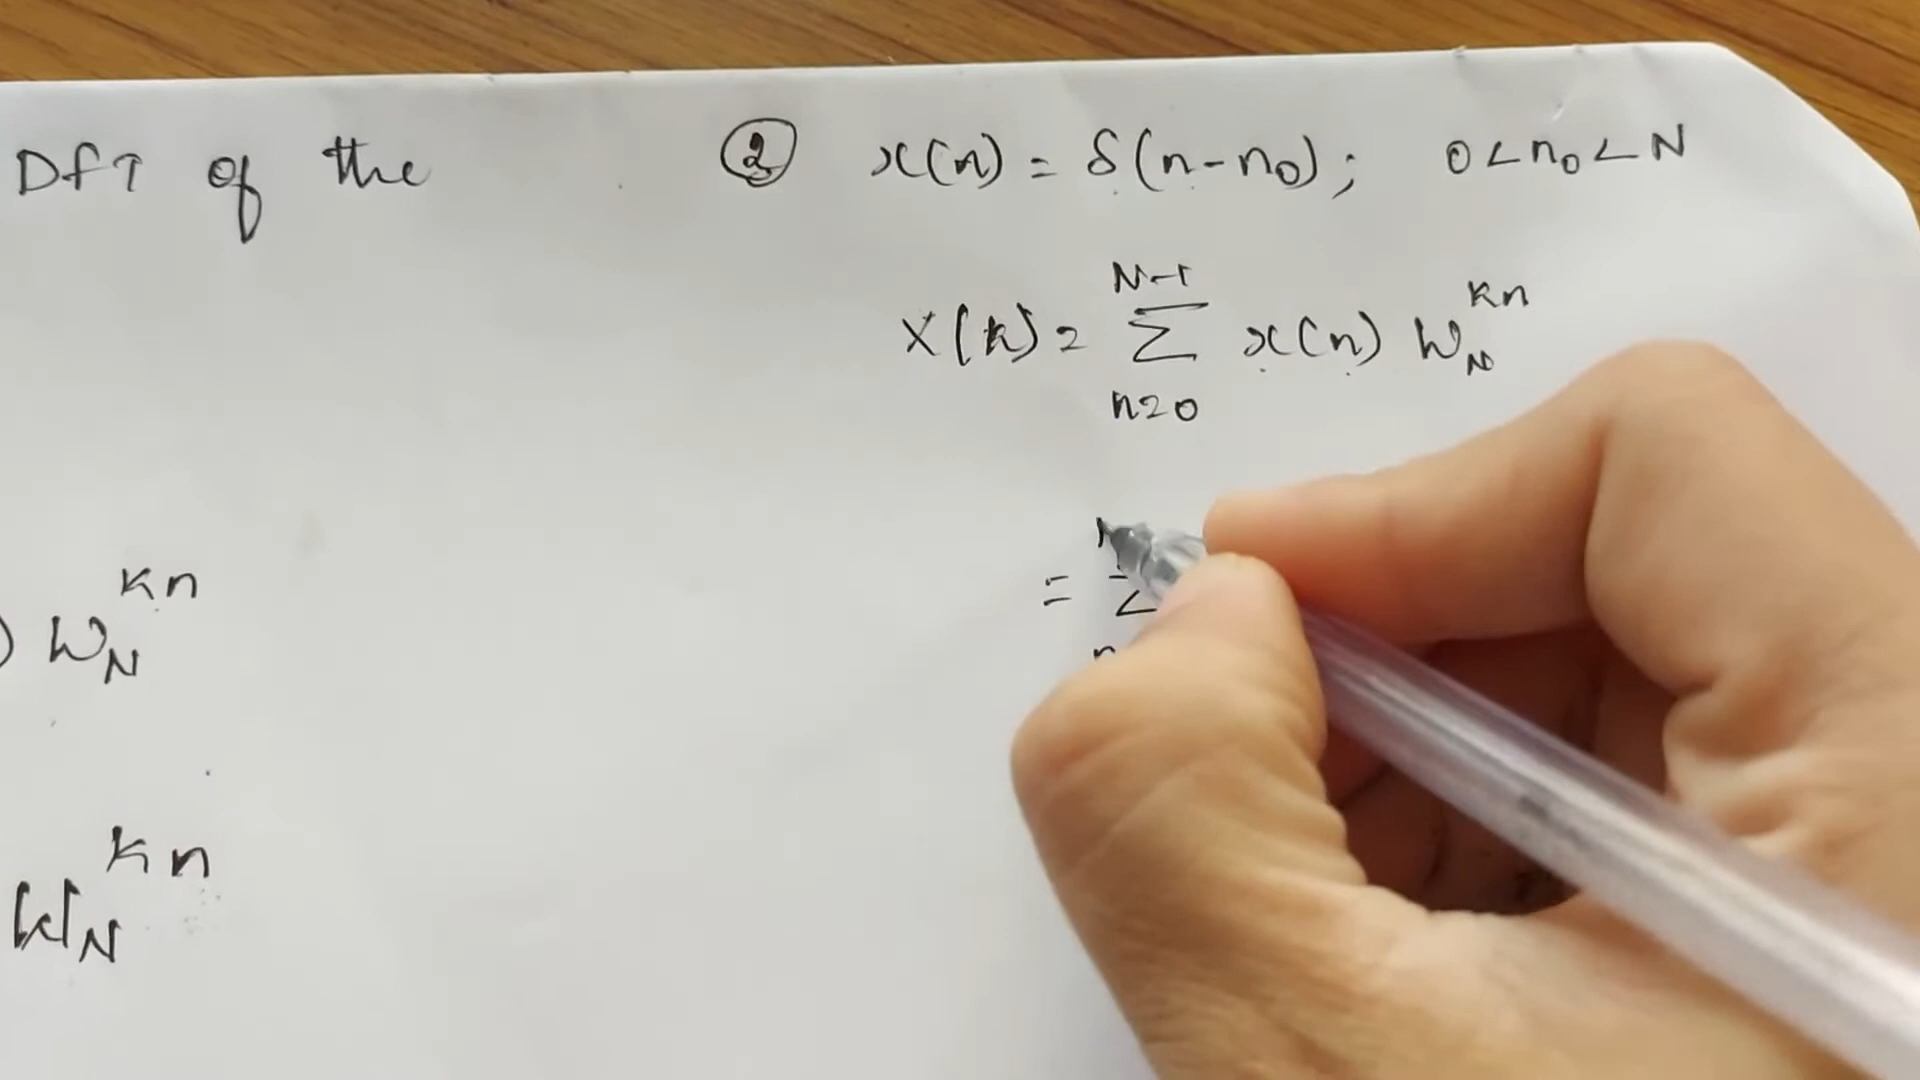 DFT of the
) W_N^{kn}
W_N^{kn}
② x(n) = δ(n-n₀); 0<n₀<N
N-1
X(k) = Σ x(n) W_N^{kn}
n=0
= Σ
n